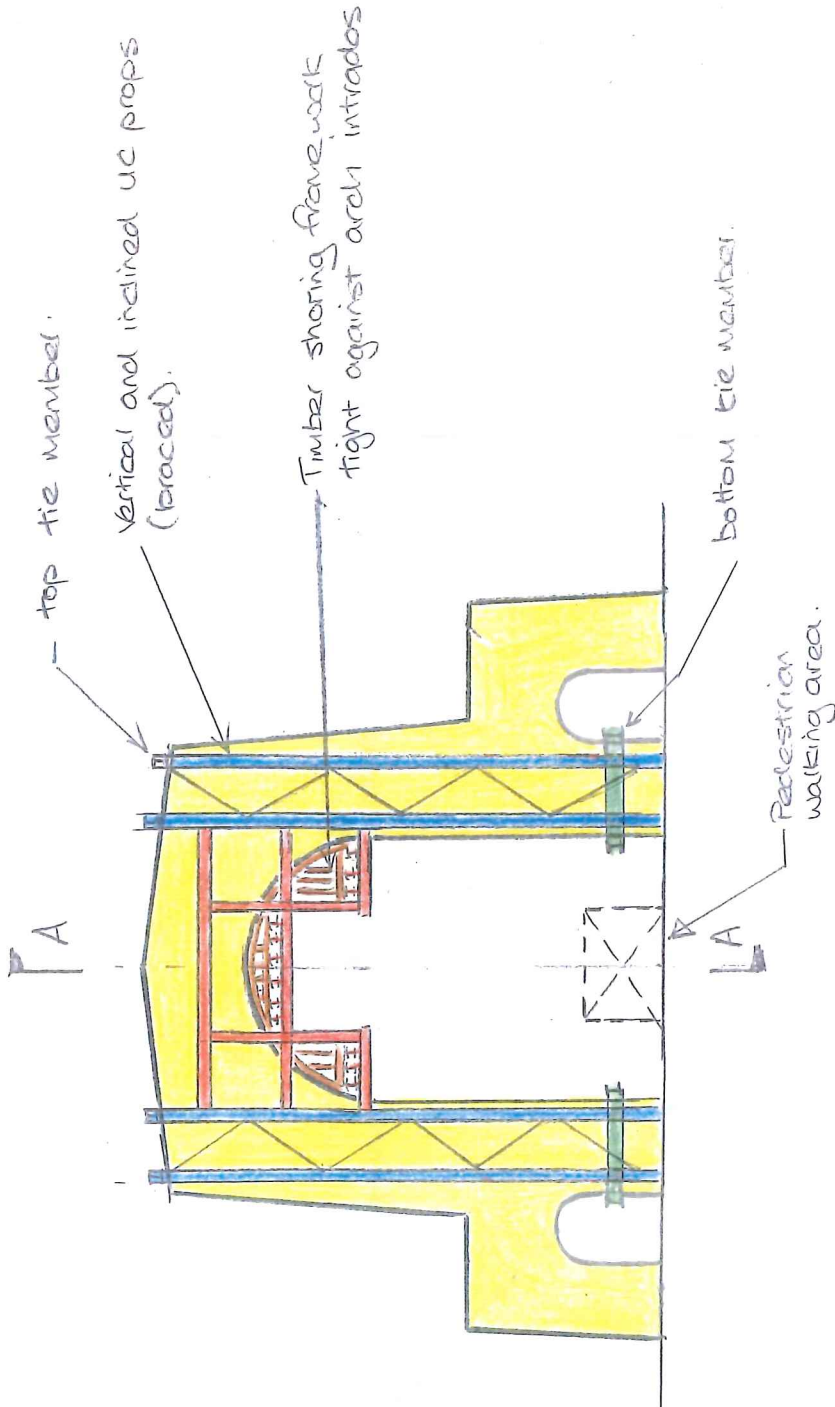 top tie member.
Vertical and inclined UC props
(braced).
Timber shoring framework
tight against arch intrados
bottom tie member.
Pedestrian
walking area.
A
A